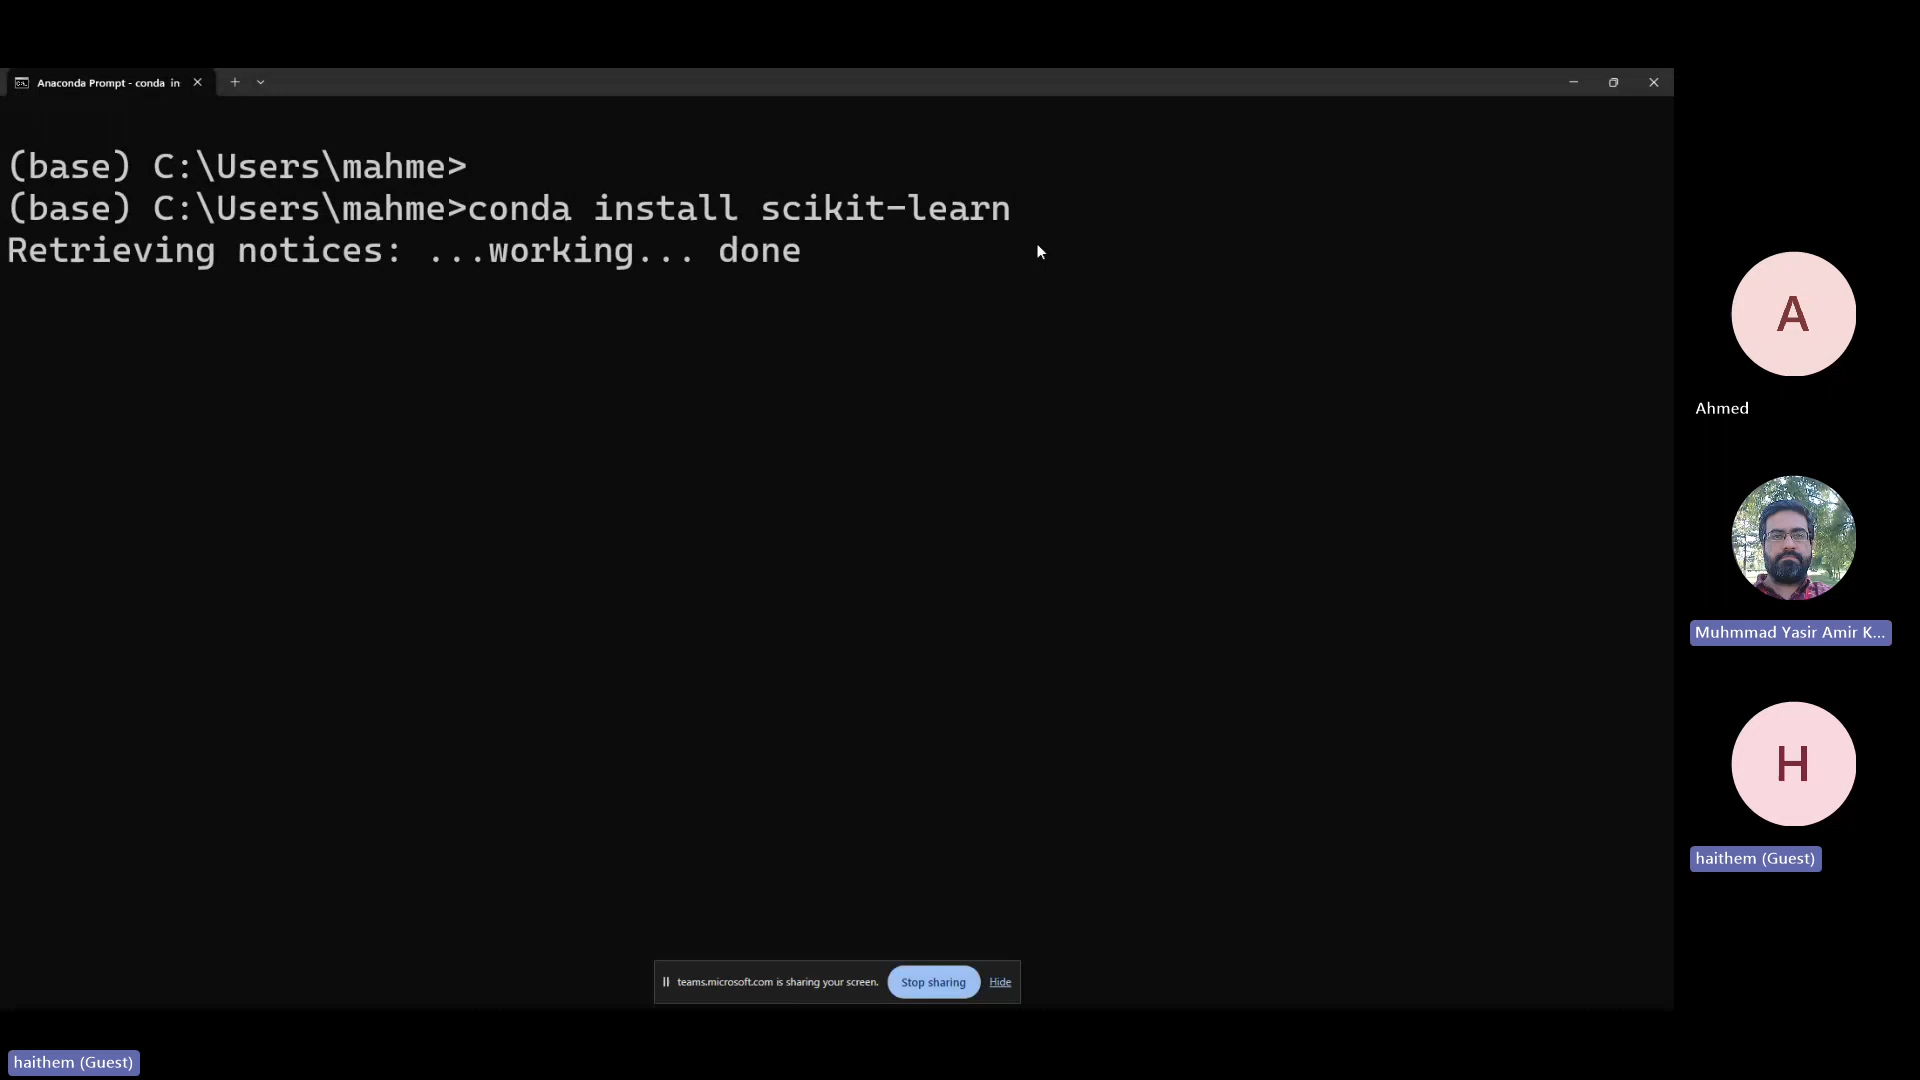 Anaconda Prompt - conda in
(base) C:\Users\mahme>
(base) C:\Users\mahme>conda install scikit-learn
Retrieving notices: ...working... done
A
Ahmed
Muhmmad Yasir Amir K...
H
haithem (Guest)
teams.microsoft.com is sharing your screen.
Stop sharing
Hide
haithem (Guest)